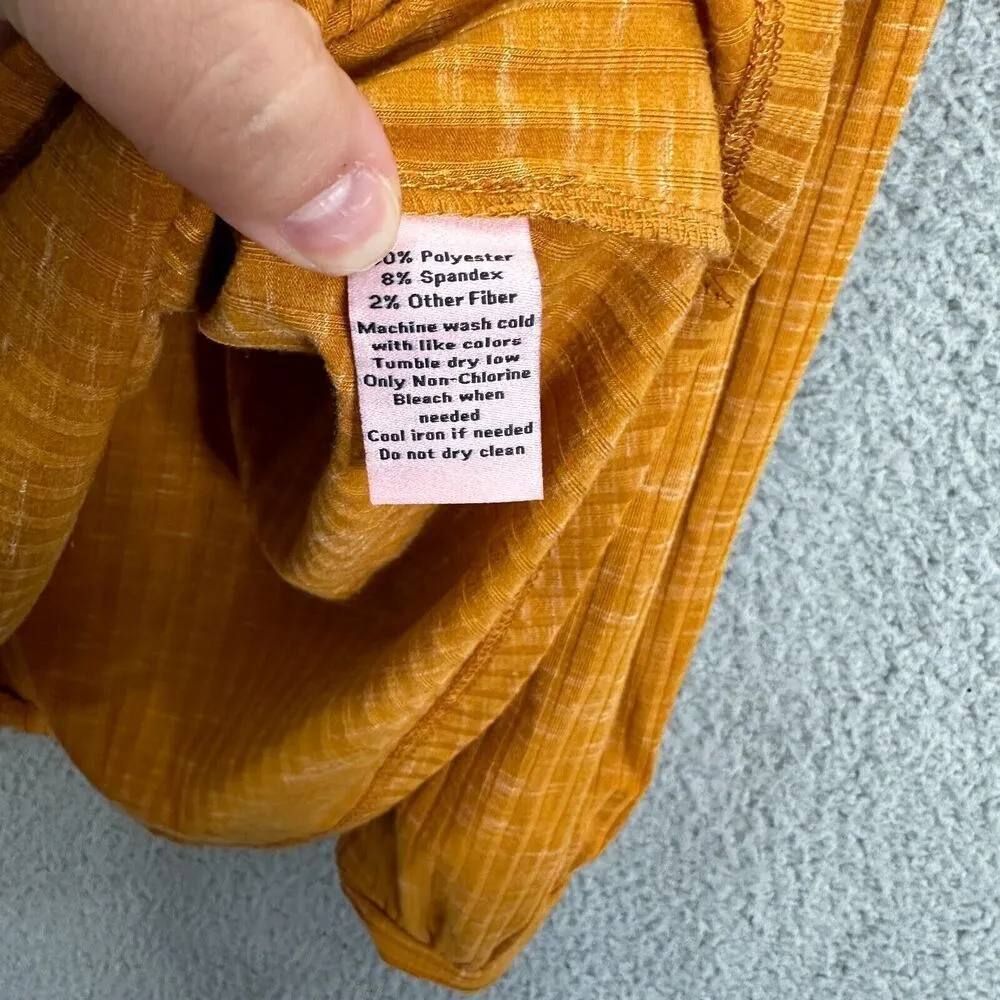 0% Polyester
8% Spandex
2% Other Fiber
Machine wash cold
with like colors
Tumble dry low
Only Non-Chlorine
Bleach when
needed
Cool iron if needed
Do not dry clean